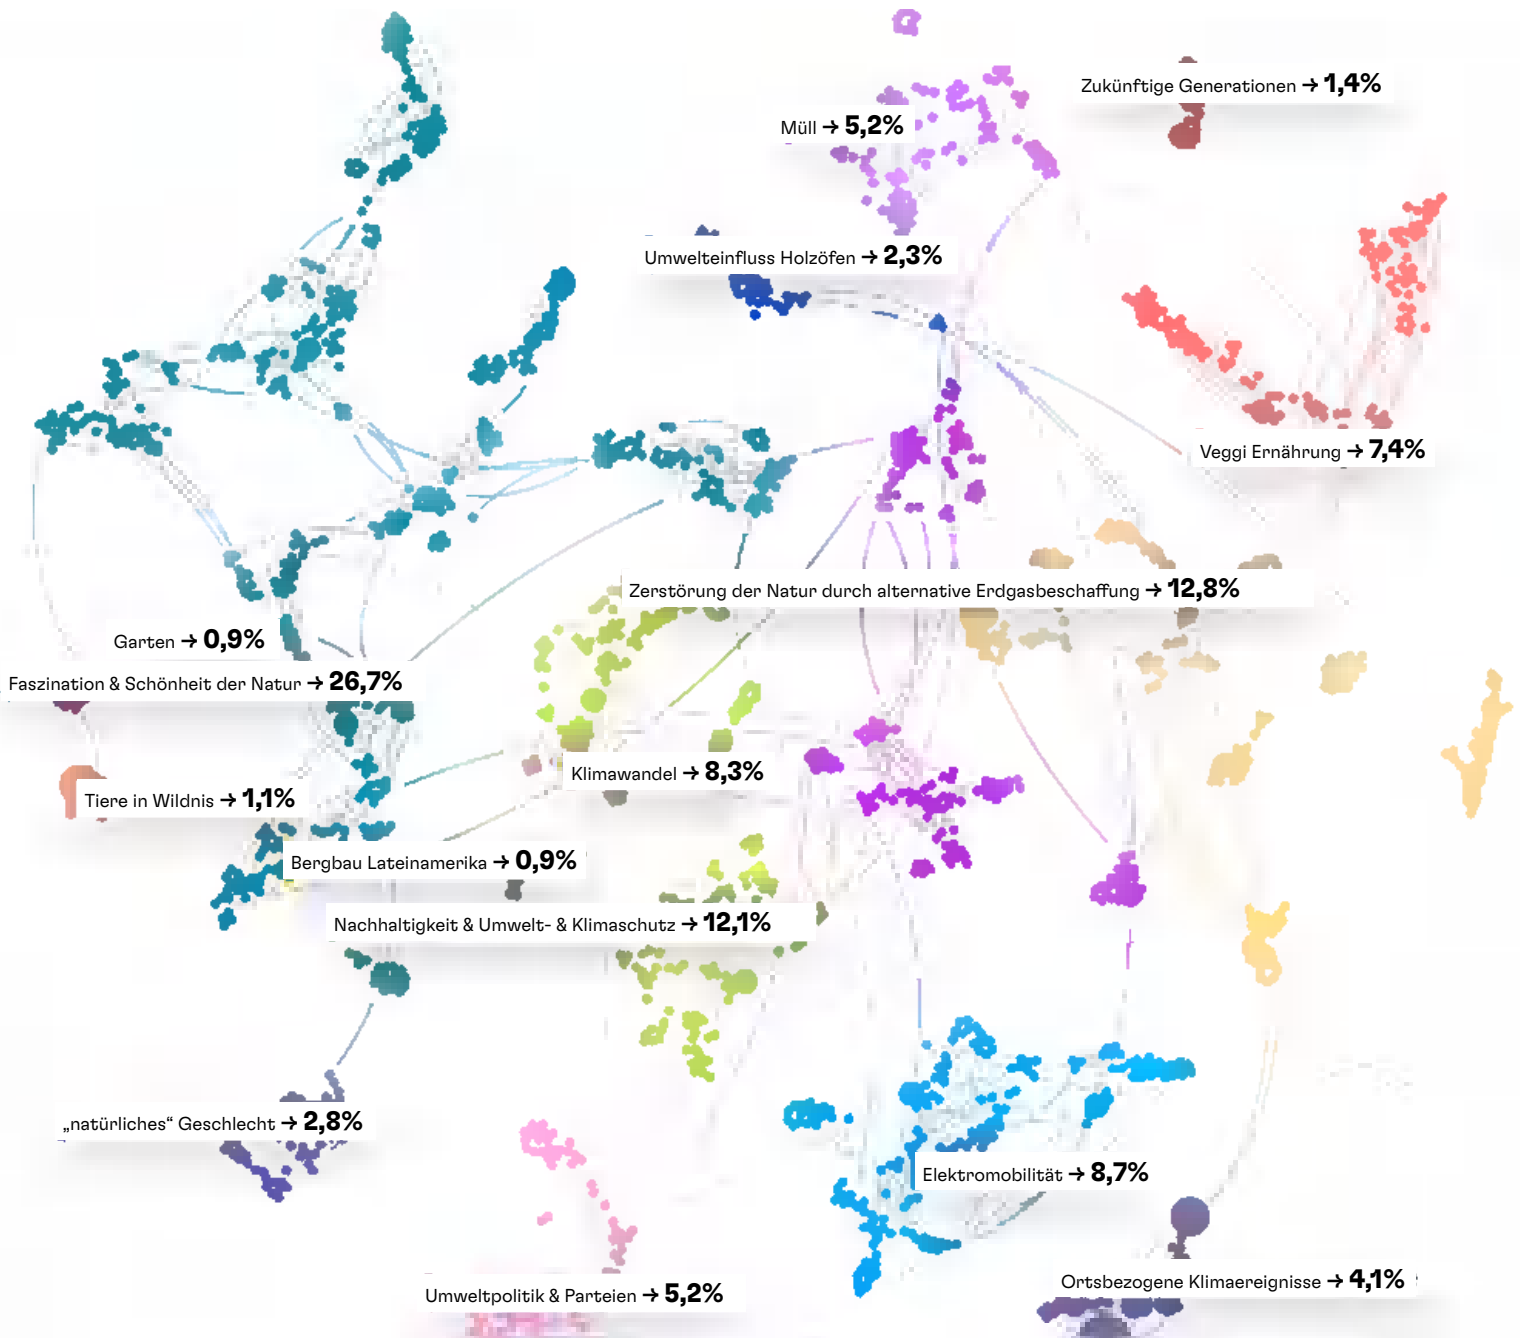 Zukünftige Generationen → 1,4%
Müll → 5,2%
Umwelteinfluss Holzöfen → 2,3%
Veggi Ernährung → 7,4%
Zerstörung der Natur durch alternative Erdgasbeschaffung → 12,8%
Garten → 0,9%
Faszination & Schönheit der Natur → 26,7%
Klimawandel → 8,3%
Tiere in Wildnis → 1,1%
Bergbau Lateinamerika → 0,9%
Nachhaltigkeit & Umwelt- & Klimaschutz → 12,1%
„natürliches“ Geschlecht → 2,8%
Elektromobilität → 8,7%
Ortsbezogene Klimaereignisse → 4,1%
Umweltpolitik & Parteien → 5,2%